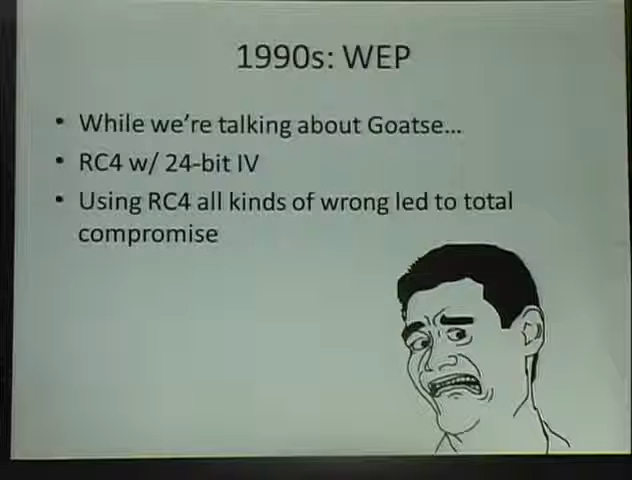 1990s: WEP
• While we're talking about Goatse...
• RC4 w/ 24-bit IV
• Using RC4 all kinds of wrong led to total
compromise